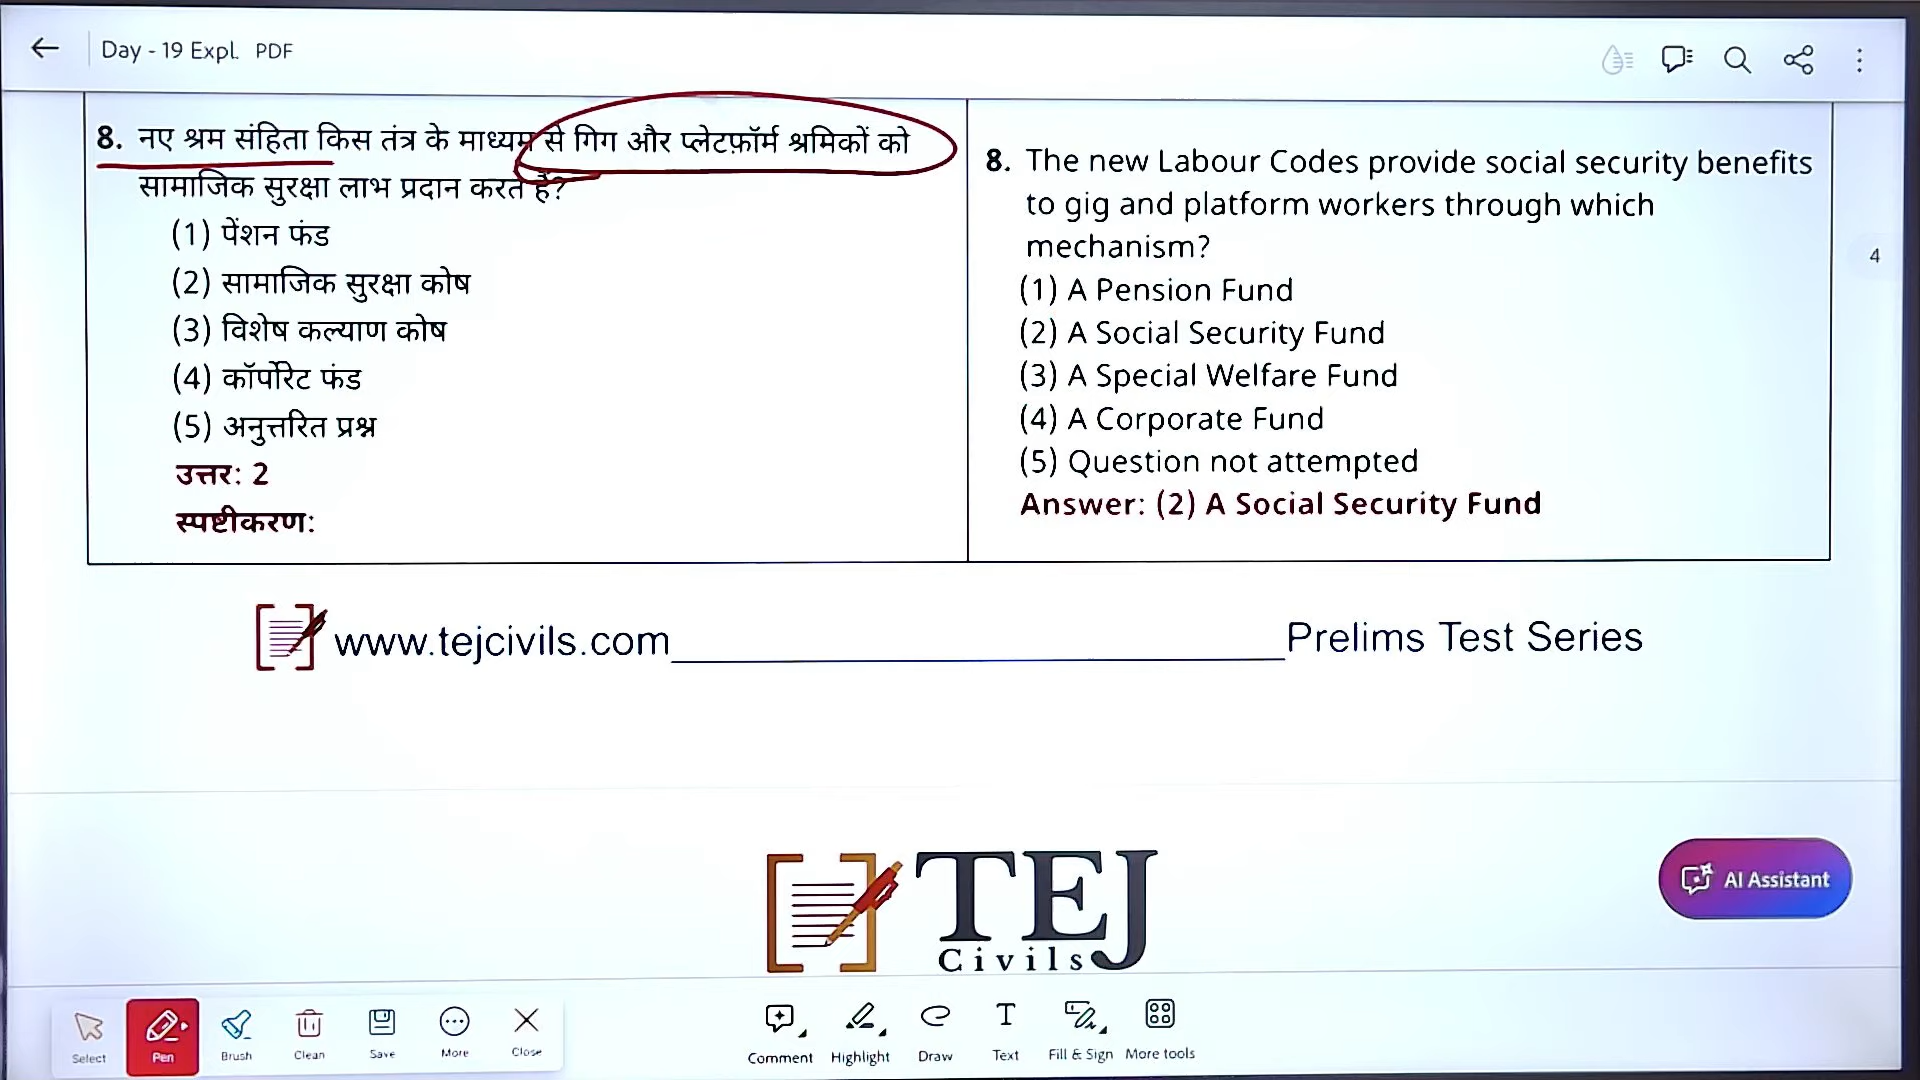 Day - 19 Expl. PDF
8. नए श्रम संहिता किस तंत्र के माध्यम से गिग और प्लेटफ़ॉर्म श्रमिकों को
सामाजिक सुरक्षा लाभ प्रदान करते हैं?
(1) पेंशन फंड
(2) सामाजिक सुरक्षा कोष
(3) विशेष कल्याण कोष
(4) कॉर्पोरेट फंड
(5) अनुत्तरित प्रश्न
उत्तर: 2
स्पष्टीकरण:
8. The new Labour Codes provide social security benefits
to gig and platform workers through which
mechanism?
(1) A Pension Fund
(2) A Social Security Fund
(3) A Special Welfare Fund
(4) A Corporate Fund
(5) Question not attempted
Answer: (2) A Social Security Fund
4
www.tejcivils.com Prelims Test Series
TEJ
Civils
AI Assistant
Select Pen Brush Clean Save More Close
Comment Highlight Draw Text Fill & Sign More tools